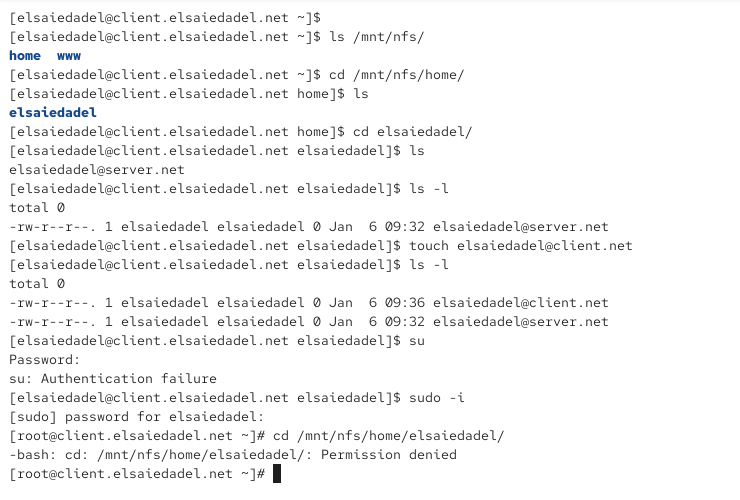 [elsaiedadel@client.elsaiedadel.net ~]$
[elsaiedadel@client.elsaiedadel.net ~]$ ls /mnt/nfs/
home  www
[elsaiedadel@client.elsaiedadel.net ~]$ cd /mnt/nfs/home/
[elsaiedadel@client.elsaiedadel.net home]$ ls
elsaiedadel
[elsaiedadel@client.elsaiedadel.net home]$ cd elsaiedadel/
[elsaiedadel@client.elsaiedadel.net elsaiedadel]$ ls
elsaiedadel@server.net
[elsaiedadel@client.elsaiedadel.net elsaiedadel]$ ls -l
total 0
-rw-r--r--. 1 elsaiedadel elsaiedadel 0 Jan  6 09:32 elsaiedadel@server.net
[elsaiedadel@client.elsaiedadel.net elsaiedadel]$ touch elsaiedadel@client.net
[elsaiedadel@client.elsaiedadel.net elsaiedadel]$ ls -l
total 0
-rw-r--r--. 1 elsaiedadel elsaiedadel 0 Jan  6 09:36 elsaiedadel@client.net
-rw-r--r--. 1 elsaiedadel elsaiedadel 0 Jan  6 09:32 elsaiedadel@server.net
[elsaiedadel@client.elsaiedadel.net elsaiedadel]$ su
Password:
su: Authentication failure
[elsaiedadel@client.elsaiedadel.net elsaiedadel]$ sudo -i
[sudo] password for elsaiedadel:
[root@client.elsaiedadel.net ~]# cd /mnt/nfs/home/elsaiedadel/
-bash: cd: /mnt/nfs/home/elsaiedadel/: Permission denied
[root@client.elsaiedadel.net ~]#